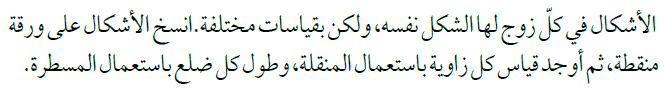 الأشكال في كلّ زوج لها الشكل نفسه، ولكن بقياسات مختلفة.انسخ الأشكال على ورقة
منقطة، ثم أوجد قياس كل زاوية باستعمال المنقلة، وطول كل ضلع باستعمال المسطرة.